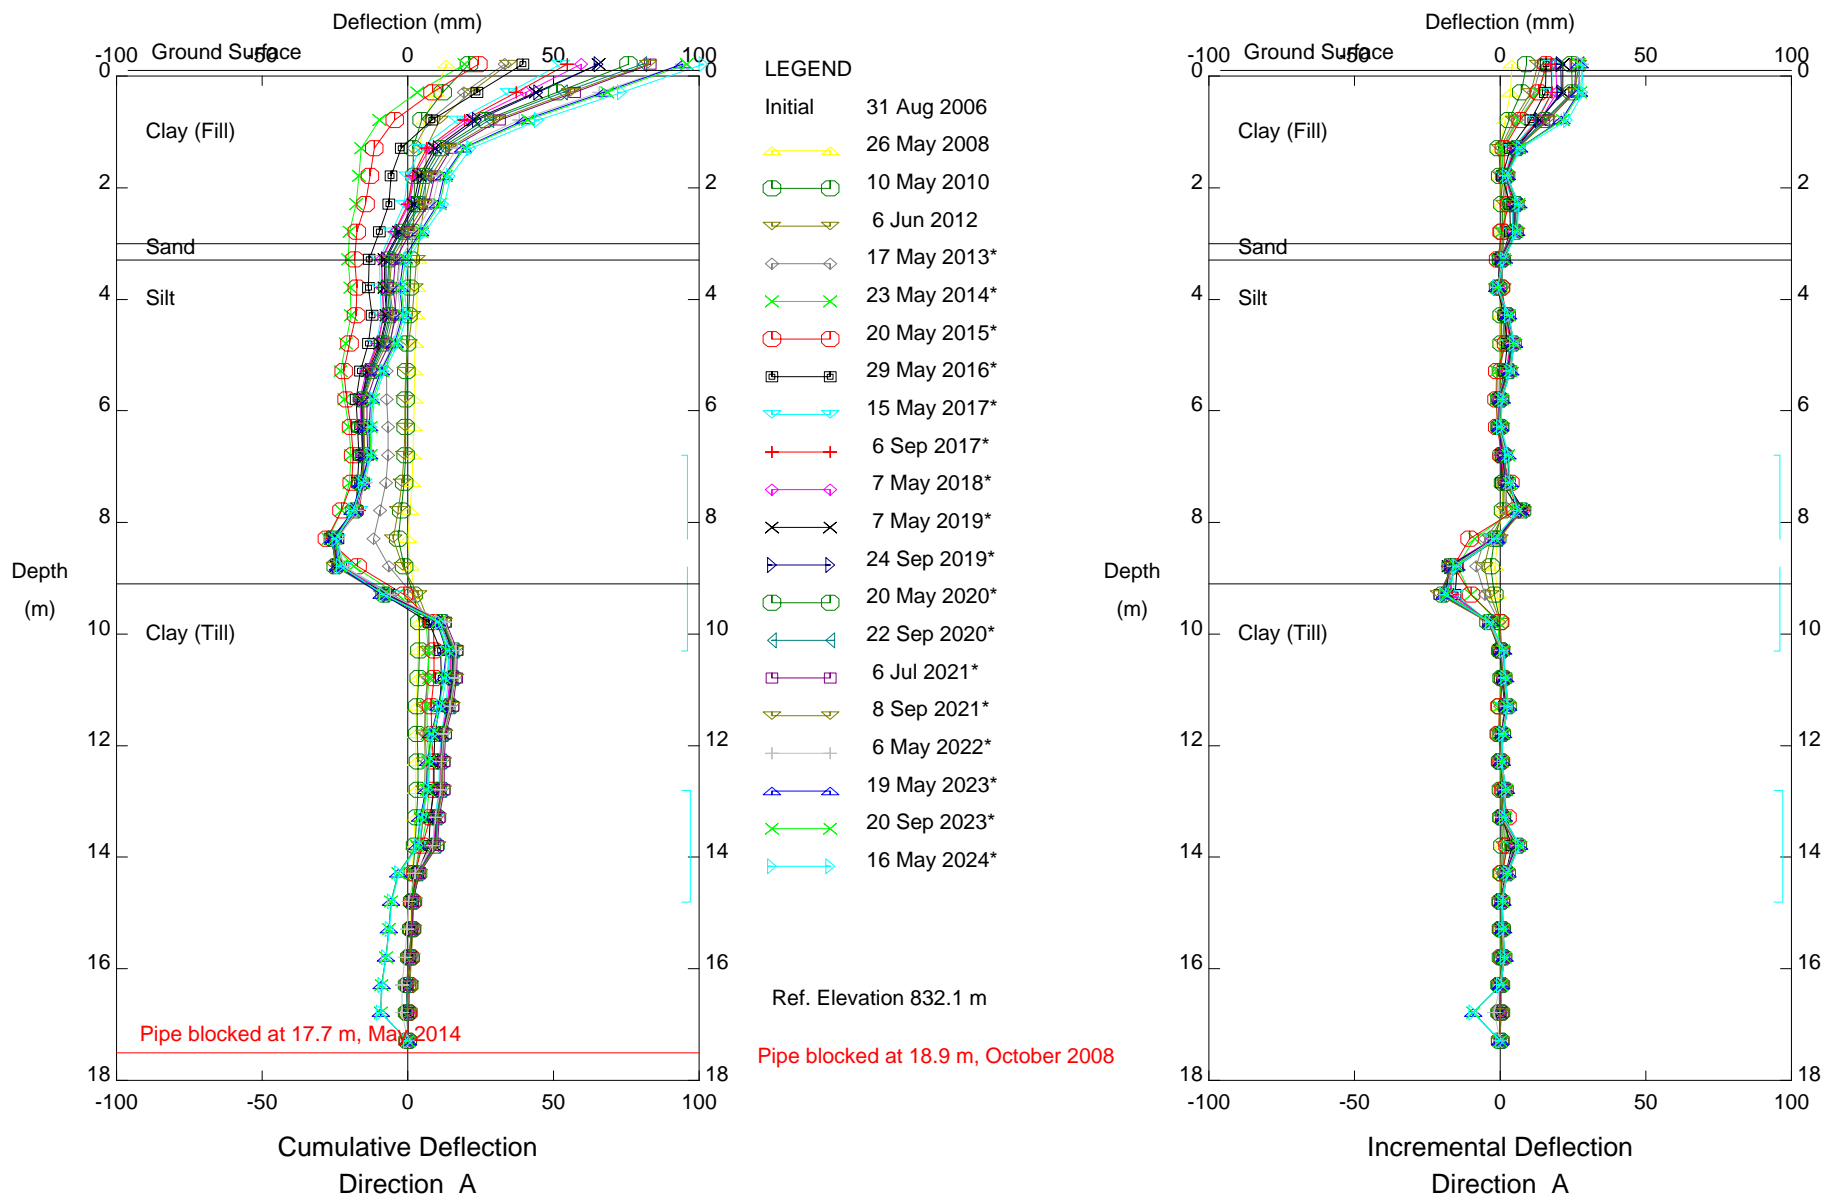 Deflection (mm)
-100 -50 0 50 100
Ground Surface
0 0
Clay (Fill)
2 2
Sand
Silt
4 4
6 6
8 8
Depth
(m)
Clay (Till)
10 10
12 12
14 14
16 16
Pipe blocked at 17.7 m, May 2014
18 18
-100 -50 0 50 100
Cumulative Deflection
Direction A
LEGEND
Initial 31 Aug 2006
26 May 2008
10 May 2010
6 Jun 2012
17 May 2013*
23 May 2014*
20 May 2015*
29 May 2016*
15 May 2017*
6 Sep 2017*
7 May 2018*
7 May 2019*
24 Sep 2019*
20 May 2020*
22 Sep 2020*
6 Jul 2021*
8 Sep 2021*
6 May 2022*
19 May 2023*
20 Sep 2023*
16 May 2024*
Ref. Elevation 832.1 m
Pipe blocked at 18.9 m, October 2008
Deflection (mm)
-100 -50 0 50 100
Ground Surface
0 0
Clay (Fill)
2 2
Sand
Silt
4 4
6 6
8 8
Depth
(m)
Clay (Till)
10 10
12 12
14 14
16 16
18 18
-100 -50 0 50 100
Incremental Deflection
Direction A